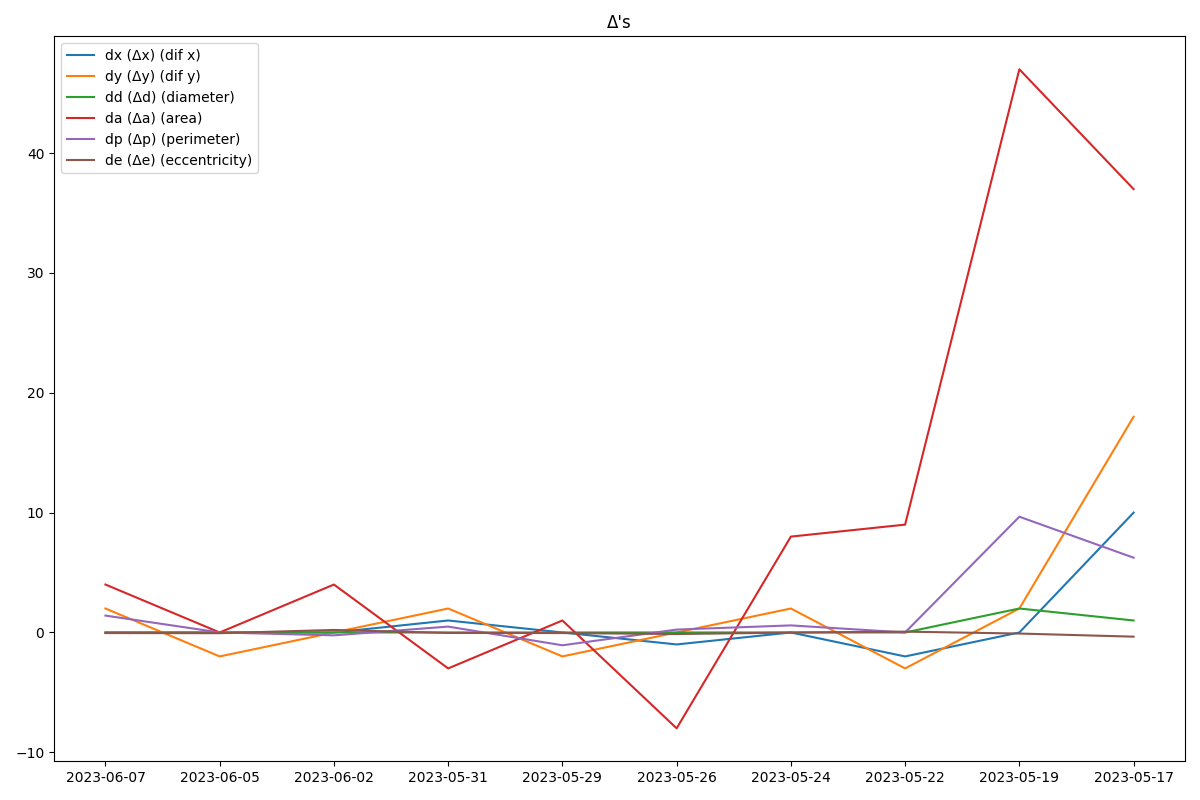 Δ's
dx (Δx) (dif x)
dy (Δy) (dif y)
dd (Δd) (diameter)
da (Δa) (area)
dp (Δp) (perimeter)
de (Δe) (eccentricity)
40
30
20
10
0
−10
2023-06-07 2023-06-05 2023-06-02 2023-05-31 2023-05-29 2023-05-26 2023-05-24 2023-05-22 2023-05-19 2023-05-17